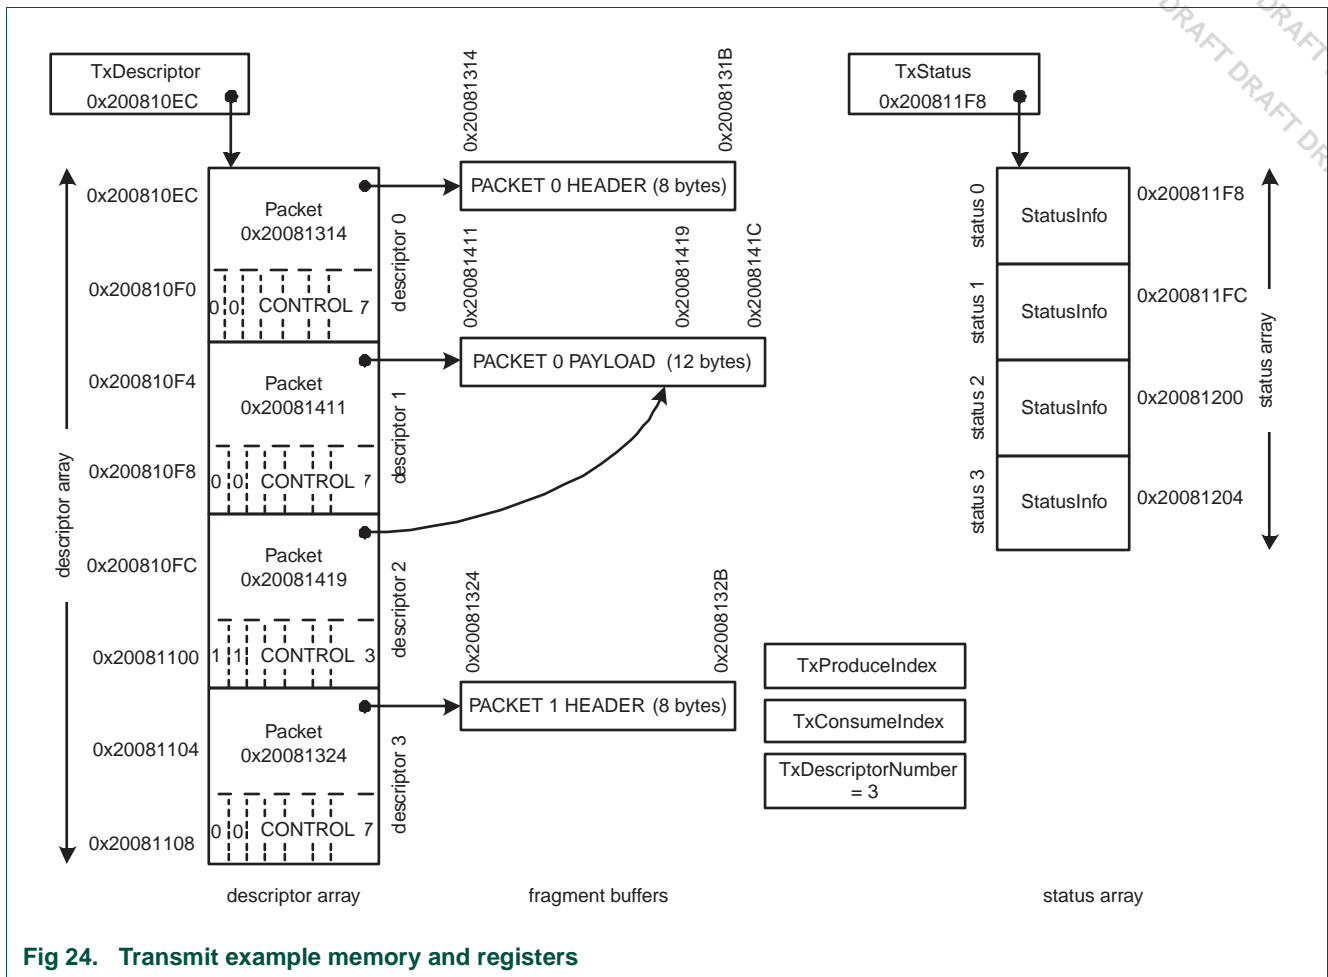 DRAFT DRAFT DR
DRAFT
TxDescriptor
0x200810EC
0x20081314
0x2008131B
TxStatus
0x200811F8
0x200810EC
Packet
0x20081314
descriptor 0
PACKET 0 HEADER (8 bytes)
0x200810F0
0 0 CONTROL 7
0x20081411
0x20081419
0x2008141C
0x200810F4
Packet
0x20081411
descriptor 1
PACKET 0 PAYLOAD (12 bytes)
0x200810F8
0 0 CONTROL 7
descriptor array
0x200810FC
Packet
0x20081419
descriptor 2
0x20081100
1 1 CONTROL 3
0x20081324
0x2008132B
0x20081104
Packet
0x20081324
descriptor 3
PACKET 1 HEADER (8 bytes)
0x20081108
0 0 CONTROL 7
status 0
StatusInfo
0x200811F8
status 1
StatusInfo
0x200811FC
status 2
StatusInfo
0x20081200
status 3
StatusInfo
0x20081204
status array
TxProduceIndex
TxConsumeIndex
TxDescriptorNumber
= 3
descriptor array
fragment buffers
status array
Fig 24. Transmit example memory and registers